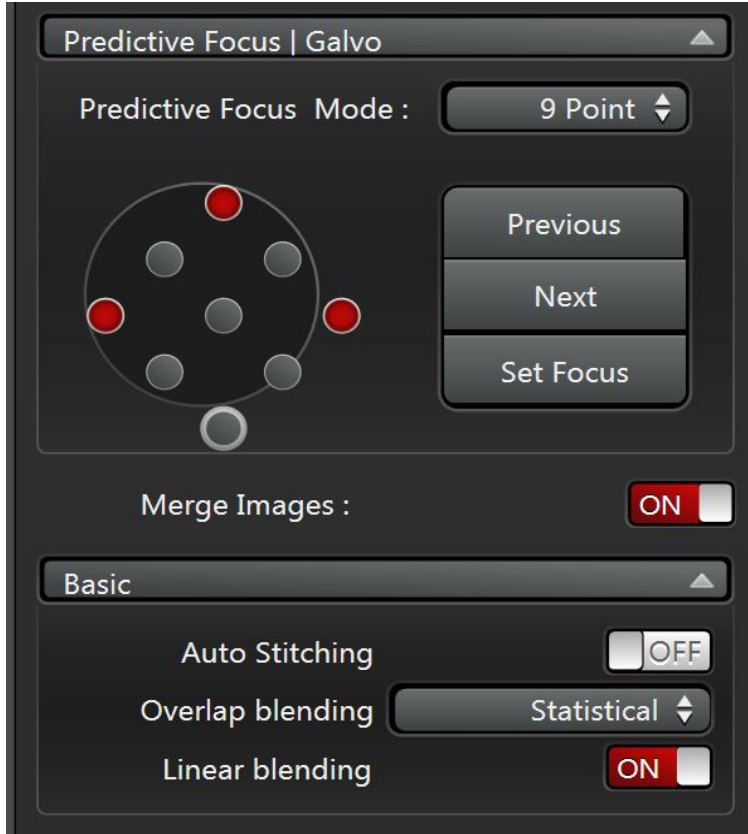 Predictive Focus | Galvo
Predictive Focus Mode : 9 Point
Previous
Next
Set Focus
Merge Images : ON
Basic
Auto Stitching OFF
Overlap blending Statistical
Linear blending ON